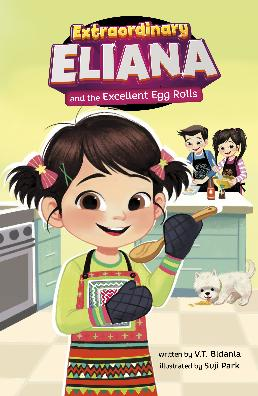 Extraordinary
ELIANA
and the Excellent Egg Rolls
written by V.T. Bidania
illustrated by Suji Park